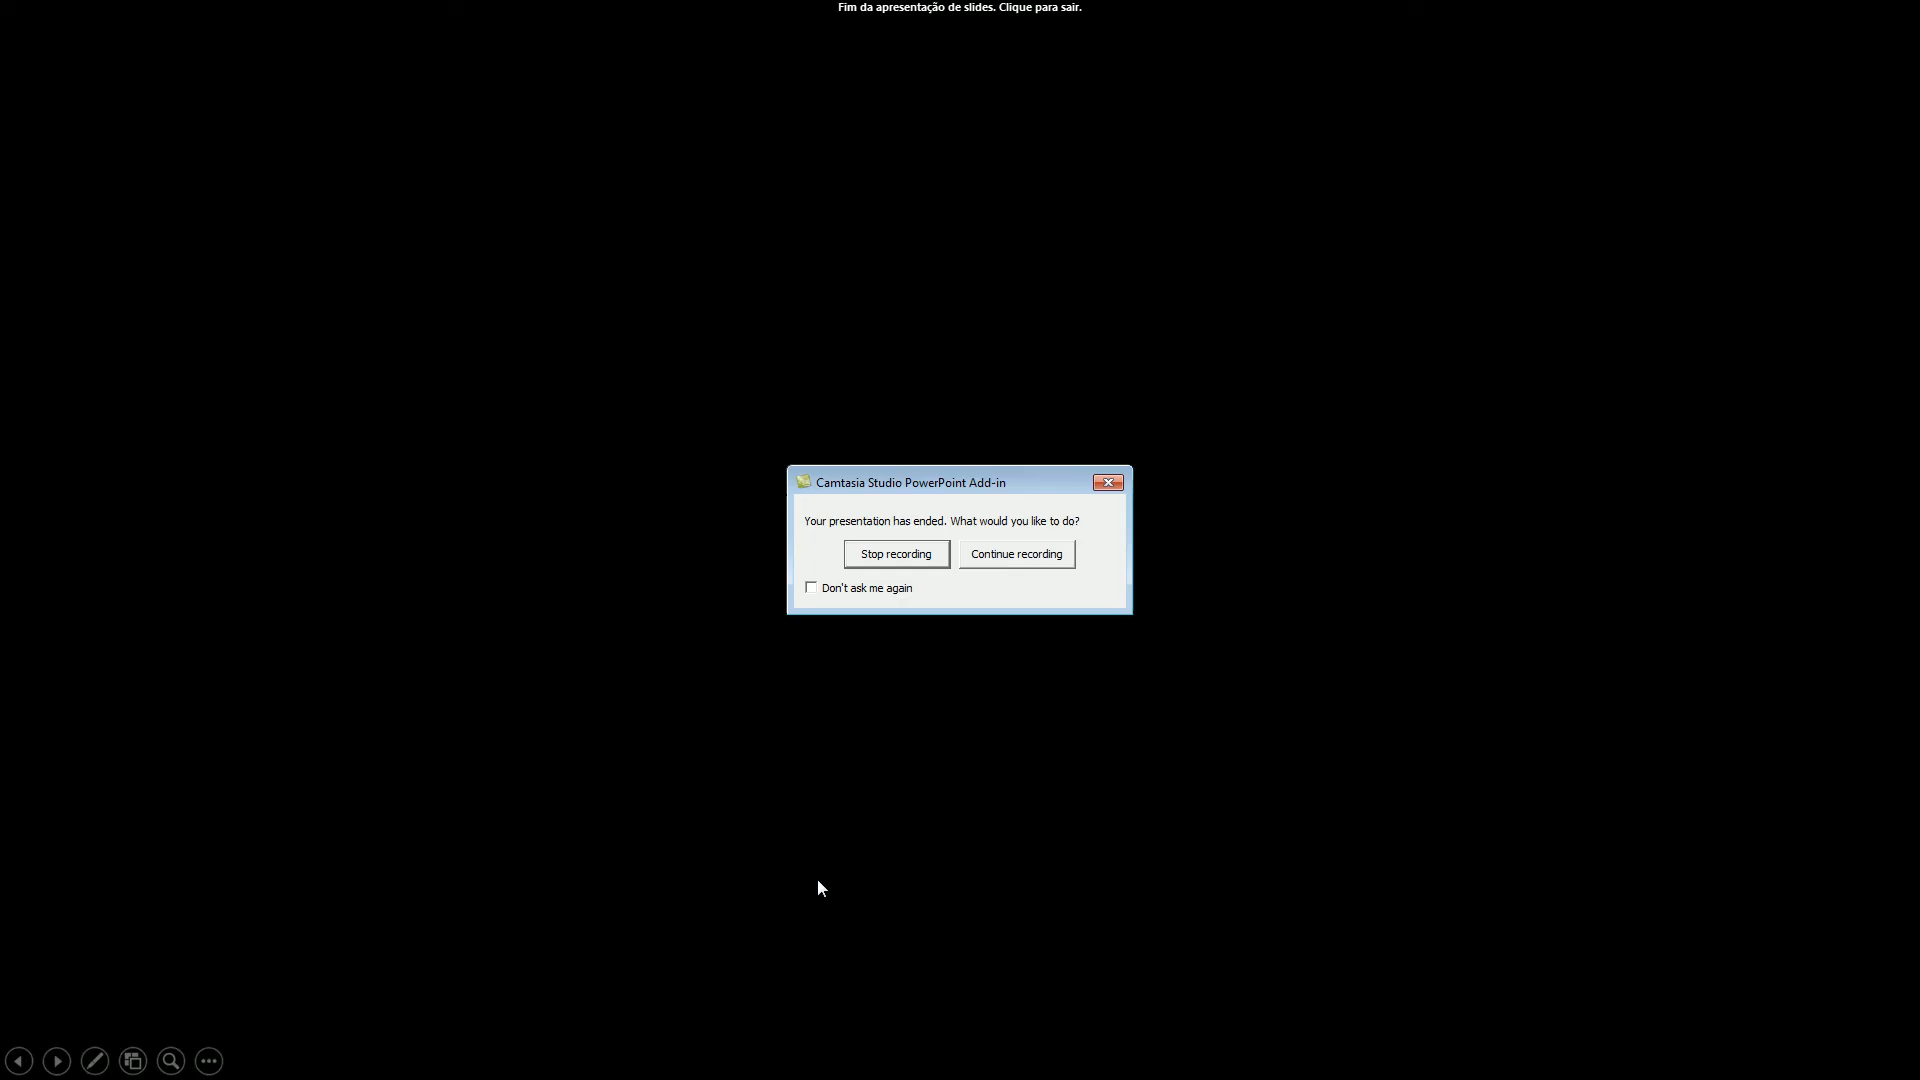 Fim da apresentação de slides. Clique para sair.
Camtasia Studio PowerPoint Add-in
Your presentation has ended. What would you like to do?
Stop recording Continue recording
Don't ask me again